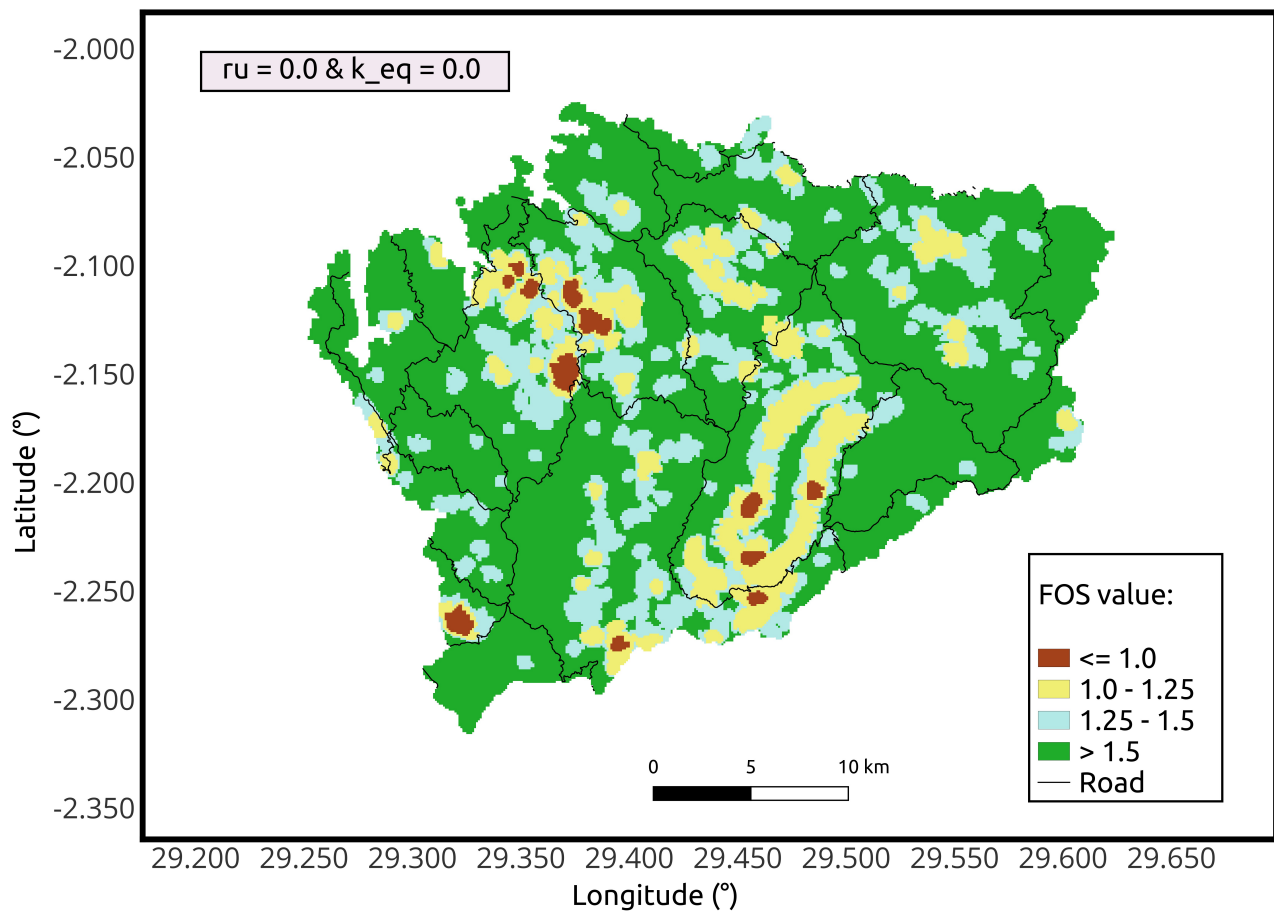 ru = 0.0 & k_eq = 0.0
-2.000
-2.050
-2.100
-2.150
-2.200
-2.250
-2.300
-2.350
Latitude (°)
FOS value:
<= 1.0
1.0 - 1.25
1.25 - 1.5
> 1.5
Road
0 5 10 km
29.200 29.250 29.300 29.350 29.400 29.450 29.500 29.550 29.600 29.650
Longitude (°)